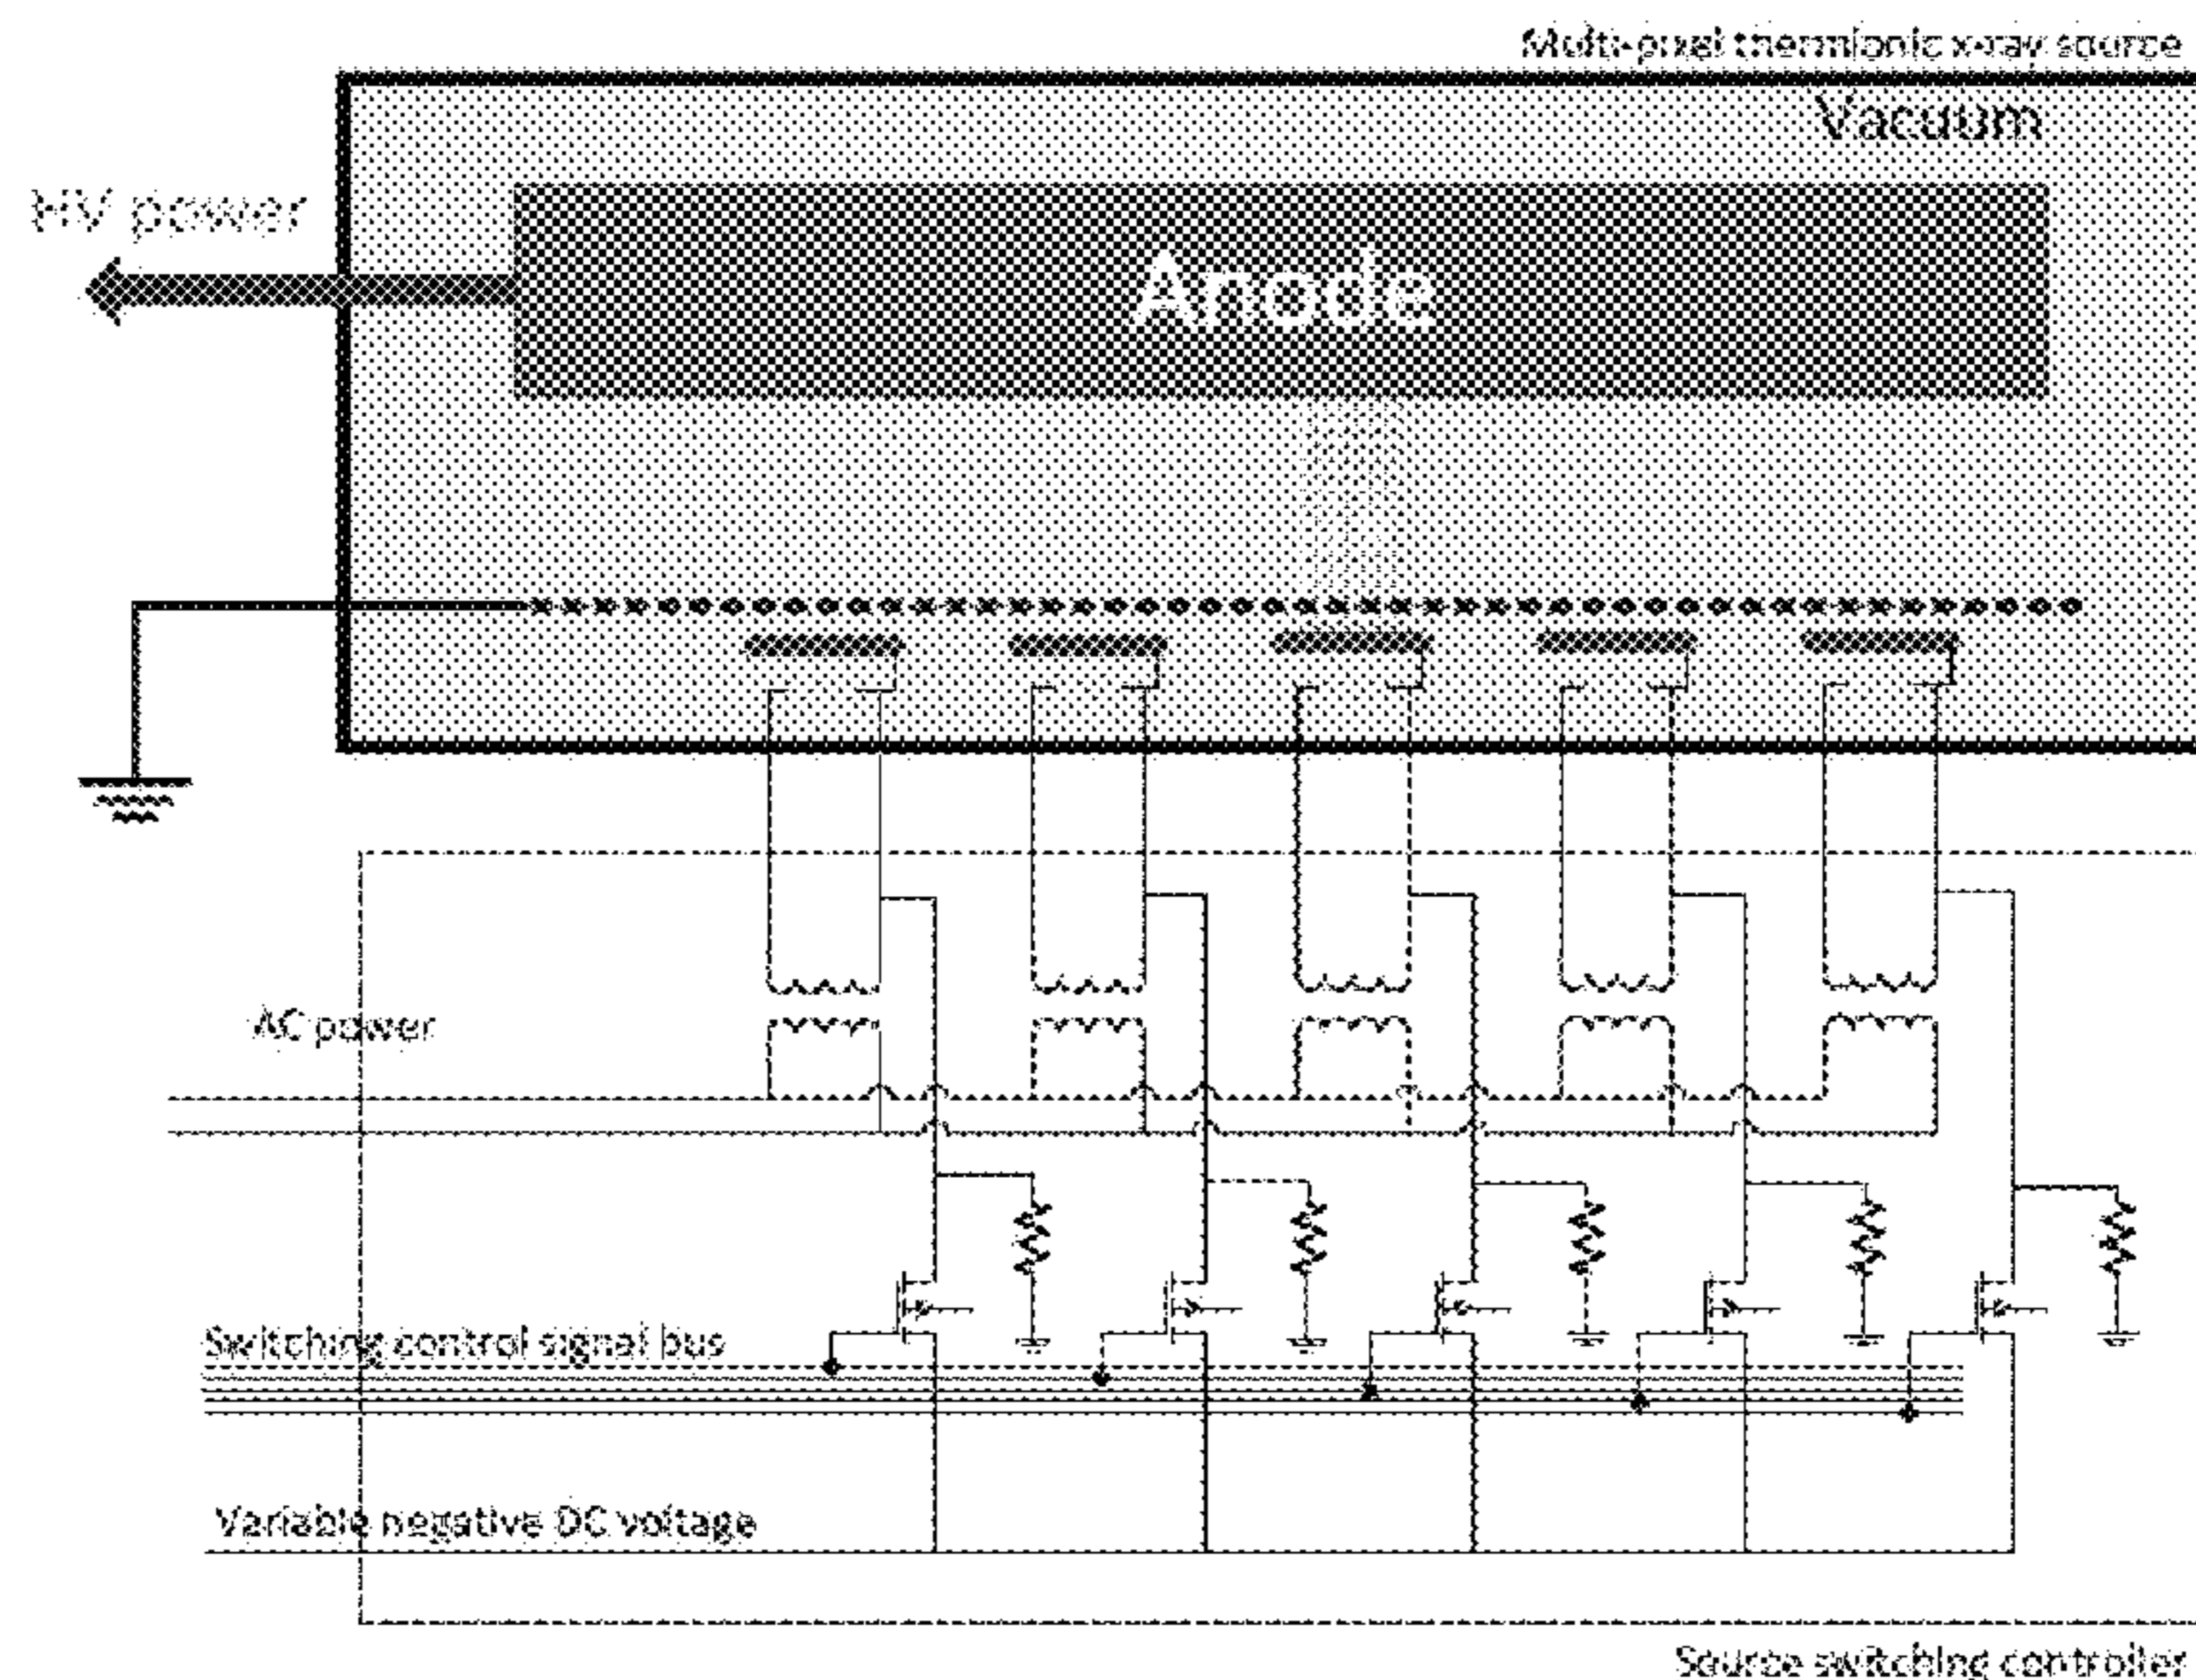 Multi-pixel thermionic x-ray source
Vacuum
HV power
Anode
AC power
Switching control signal bus
Variable negative DC voltage
Source switching controller